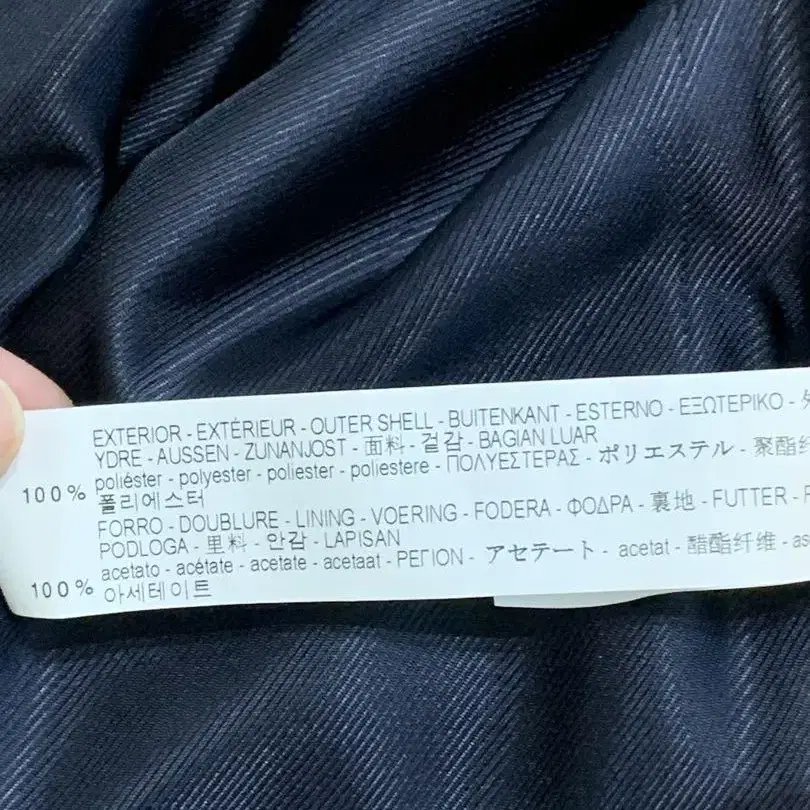 EXTERIOR - EXTÉRIEUR - OUTER SHELL - BUITENKANT - ESTERNO - ΕΞΩΤΕΡΙΚΟ -
YDRE - AUSSEN - ZUNANJOST - 面料 - 겉감 - BAGIAN LUAR
100% poliéster - polyester - poliester - poliestere - ΠΟΛΥΕΣΤΕΡΑΣ - ポリエステル - 聚酯纤
폴리에스터
FORRO - DOUBLURE - LINING - VOERING - FODERA - ΦΟΔΡΑ - 裏地 - FUTTER -
PODLOGA - 里料 - 안감 - LAPISAN
100% acetato - acétate - acetate - acetaat - ΡΕΓΙΟΝ - アセテート - acetat - 醋酯纤维 -
아세테이트